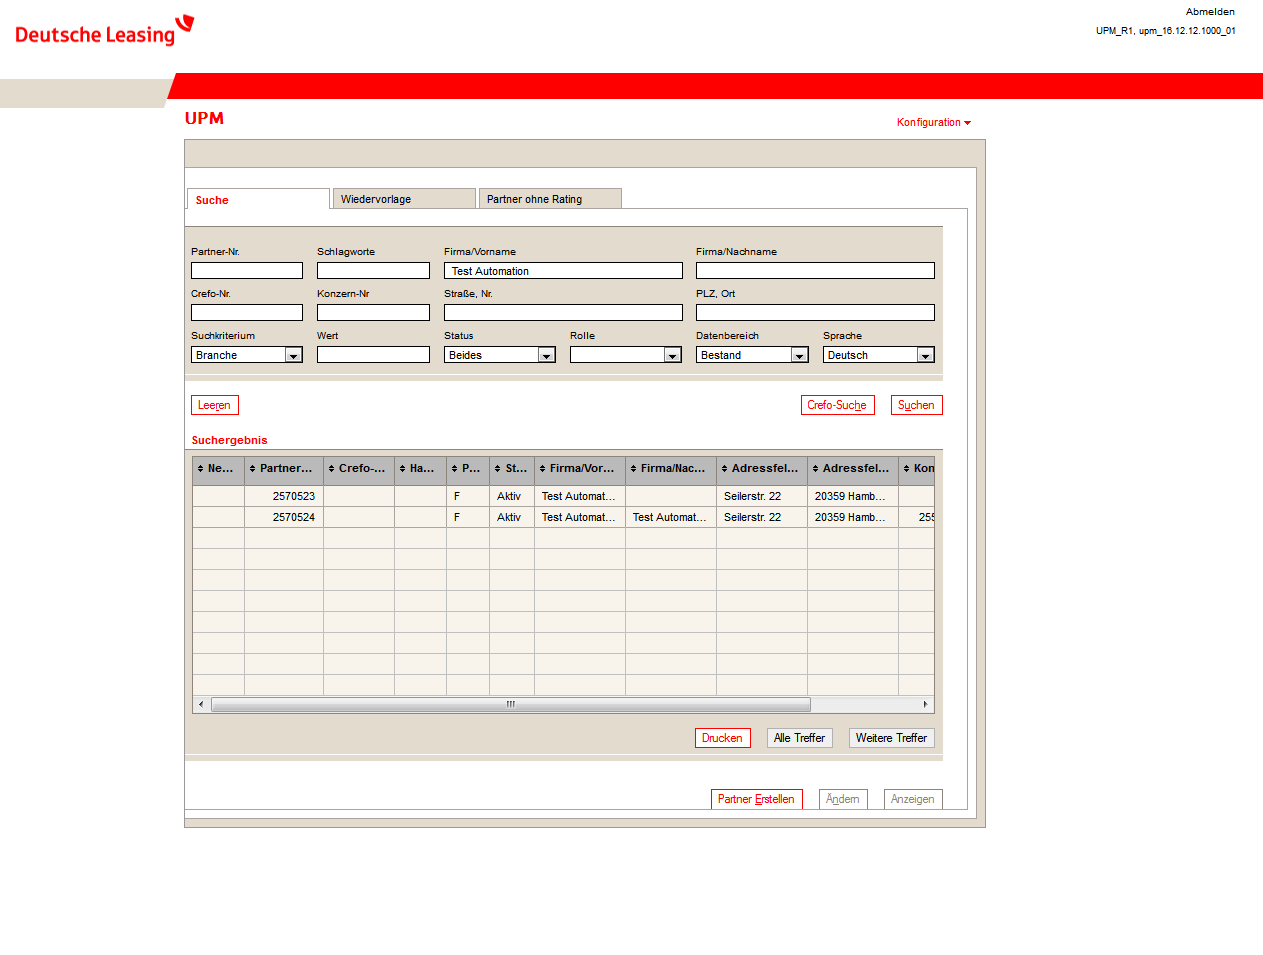 Deutsche Leasing
Abmelden
UPM_R1, upm_16.12.12.1000_01
UPM
Konfiguration
Suche Wiedervorlage Partner ohne Rating
Partner-Nr. Schlagworte Firma/Vorname Firma/Nachname
Test Automation
Crefo-Nr. Konzern-Nr Straße, Nr. PLZ, Ort
Suchkriterium Wert Status Rolle Datenbereich Sprache
Branche Beides Bestand Deutsch
Leeren Crefo-Suche Suchen
Suchergebnis
Ne... Partner... Crefo-... Ha... P... St... Firma/Vor... Firma/Nac... Adressfel... Adressfel... Kon
2570523 F Aktiv Test Automat... Seilerstr. 22 20359 Hamb...
2570524 F Aktiv Test Automat... Test Automat... Seilerstr. 22 20359 Hamb... 255
Drucken Alle Treffer Weitere Treffer
Partner Erstellen Ändern Anzeigen